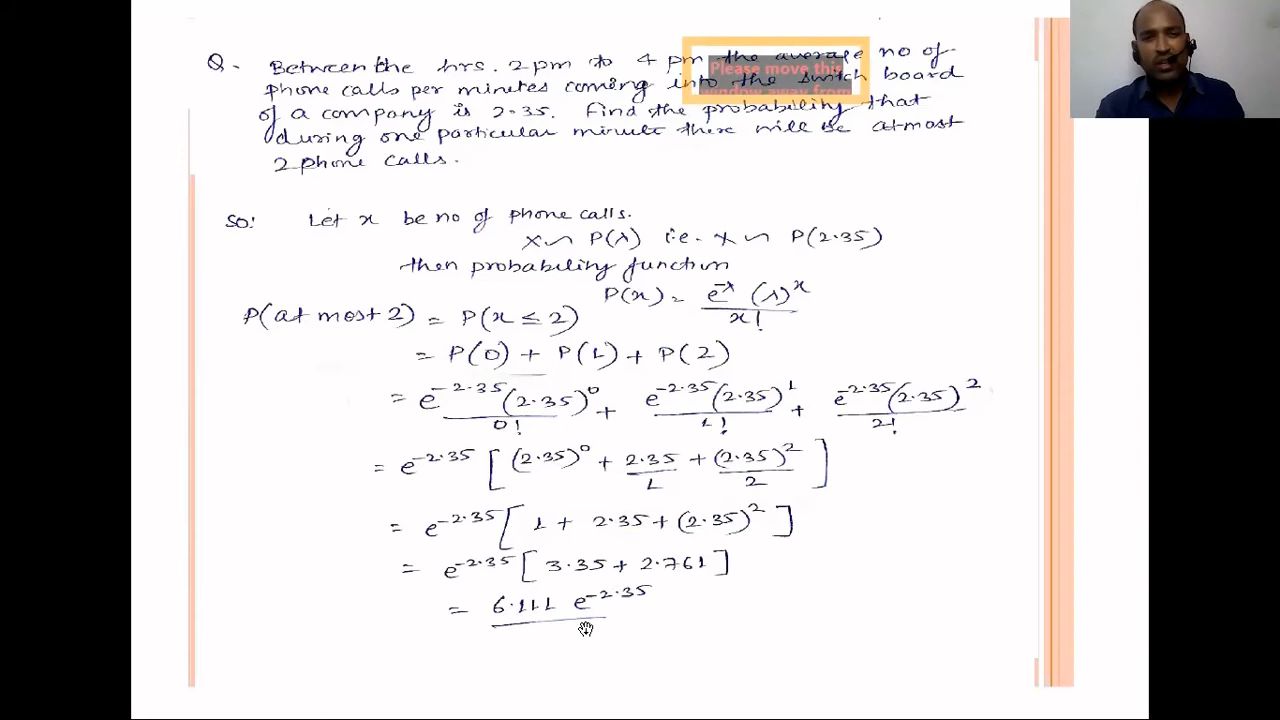 Q. Between the hrs. 2pm to 4 pm the average no of
phone calls per minutes coming into the switch board
of a company is 2.35. Find the probability that
during one particular minute there will be atmost
2 phone calls.
Please move this
window away from
So! Let x be no of phone calls.
X ~ P(λ) i.e. X ~ P(2.35)
then probability function
P(x) = e^-λ (λ)^x / x!
P(at most 2) = P(x ≤ 2)
= P(0) + P(1) + P(2)
= e^-2.35 (2.35)^0 / 0! + e^-2.35 (2.35)^1 / 1! + e^-2.35 (2.35)^2 / 2!
= e^-2.35 [ (2.35)^0 + 2.35 / 1 + (2.35)^2 / 2 ]
= e^-2.35 [ 1 + 2.35 + (2.35)^2 ]
= e^-2.35 [ 3.35 + 2.761 ]
= 6.111 e^-2.35